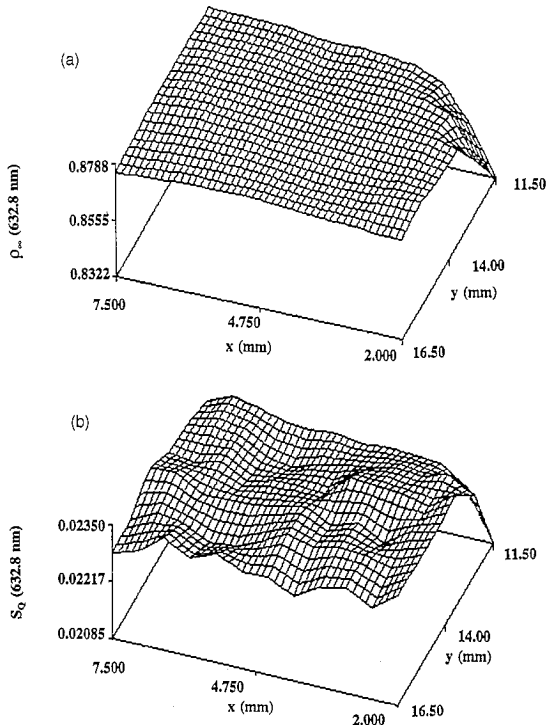 (a)
ρ∞ (632.8 nm)
0.8788
0.8555
0.8322
7.500
4.750
x (mm)
2.000
16.50
14.00
y (mm)
11.50
(b)
SQ (632.8 nm)
0.02350
0.02217
0.02085
7.500
4.750
x (mm)
2.000
16.50
14.00
y (mm)
11.50